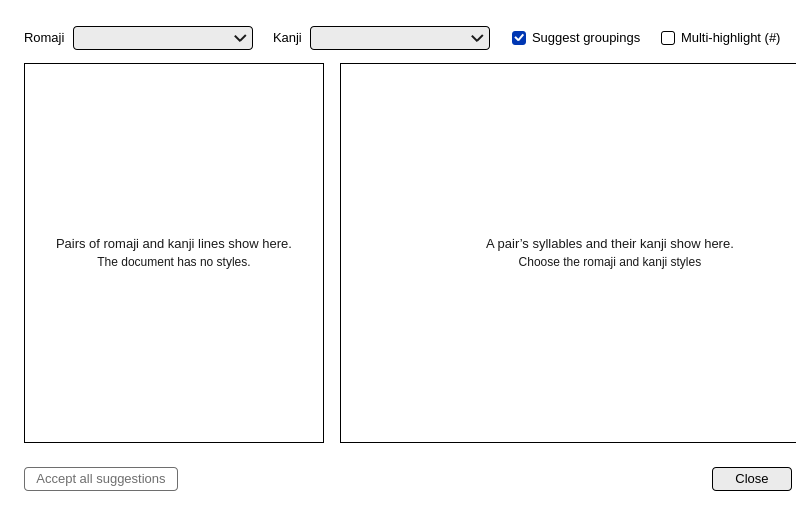 Romaji
Kanji
Suggest groupings
Multi-highlight (#)
Pairs of romaji and kanji lines show here.
The document has no styles.
A pair’s syllables and their kanji show here.
Choose the romaji and kanji styles
Accept all suggestions
Close